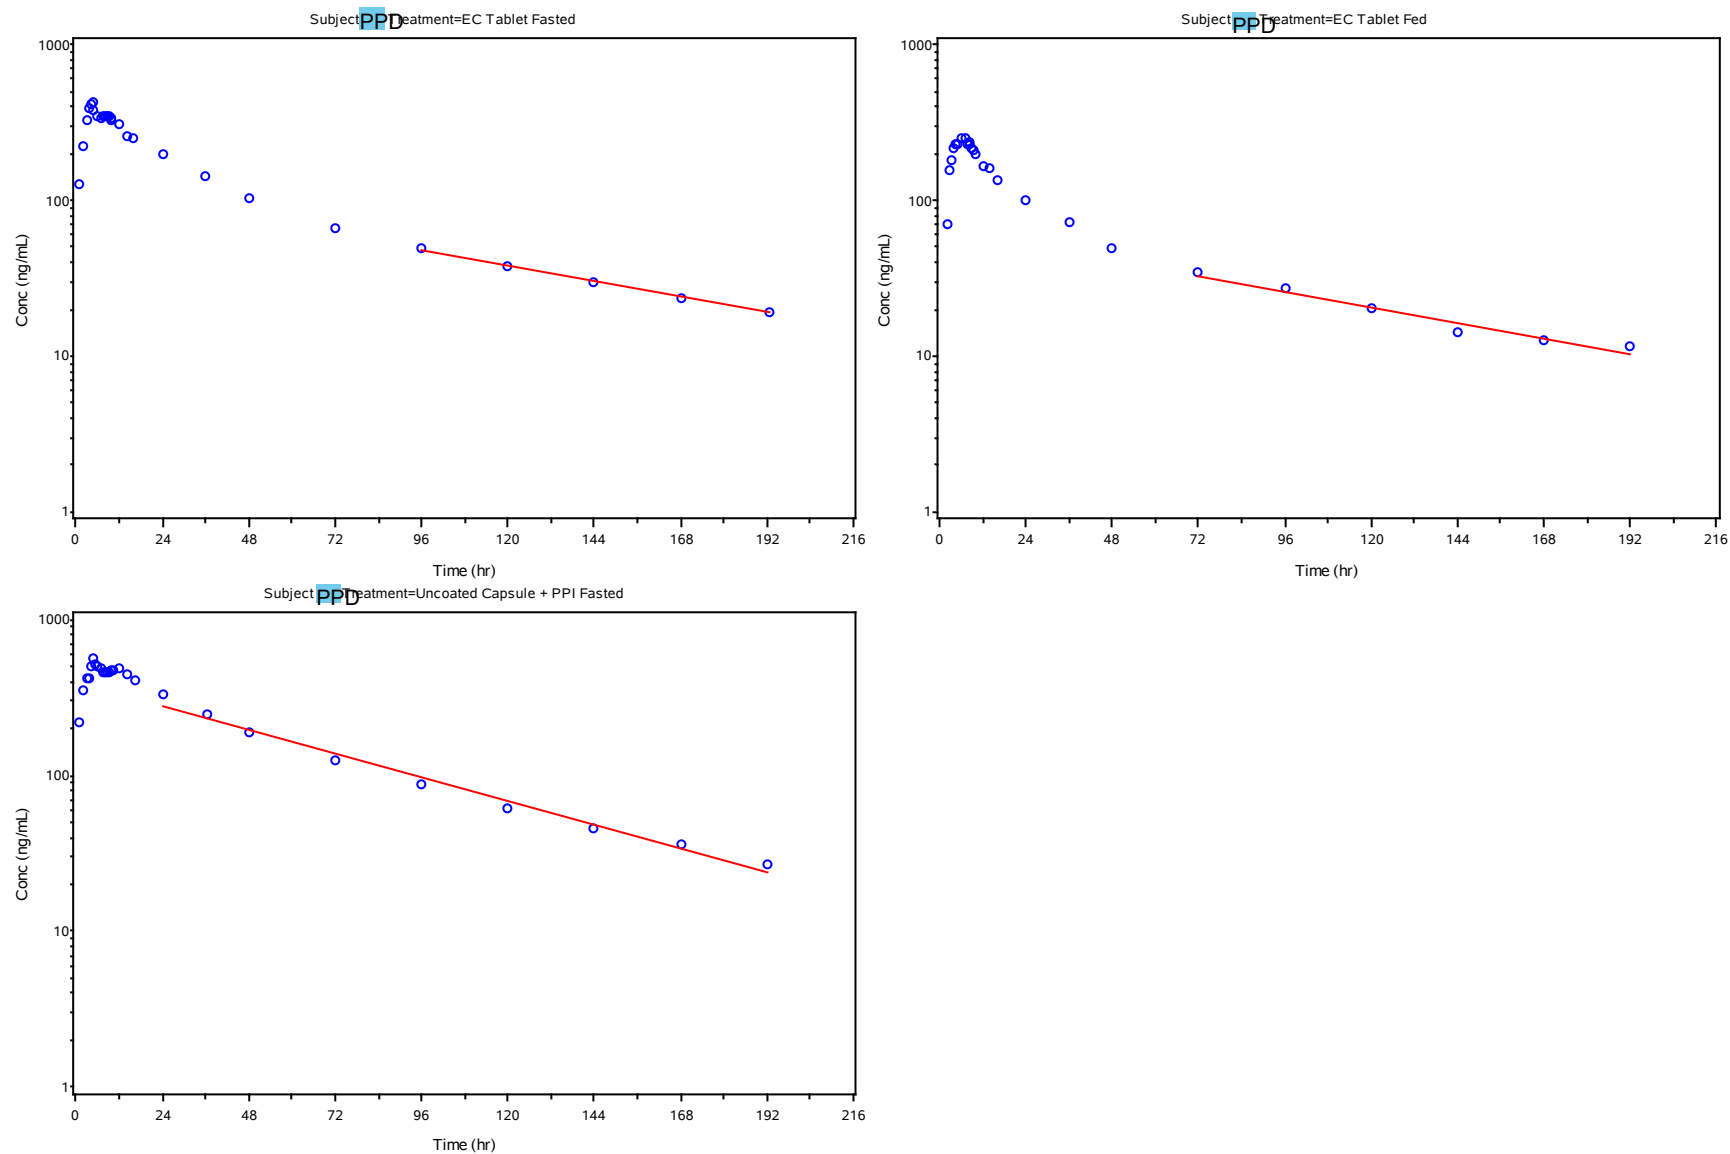 Subject PPD Treatment=EC Tablet Fasted
1000
100
10
1
Conc (ng/mL)
0 24 48 72 96 120 144 168 192 216
Time (hr)
Subject PPD Treatment=EC Tablet Fed
1000
100
10
1
Conc (ng/mL)
0 24 48 72 96 120 144 168 192 216
Time (hr)
Subject PPD Treatment=Uncoated Capsule + PPI Fasted
1000
100
10
1
Conc (ng/mL)
0 24 48 72 96 120 144 168 192 216
Time (hr)